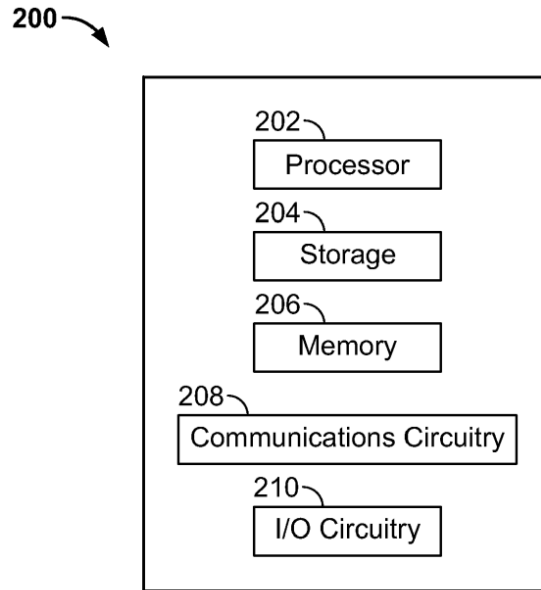 200
202
Processor
204
Storage
206
Memory
208
Communications Circuitry
210
I/O Circuitry